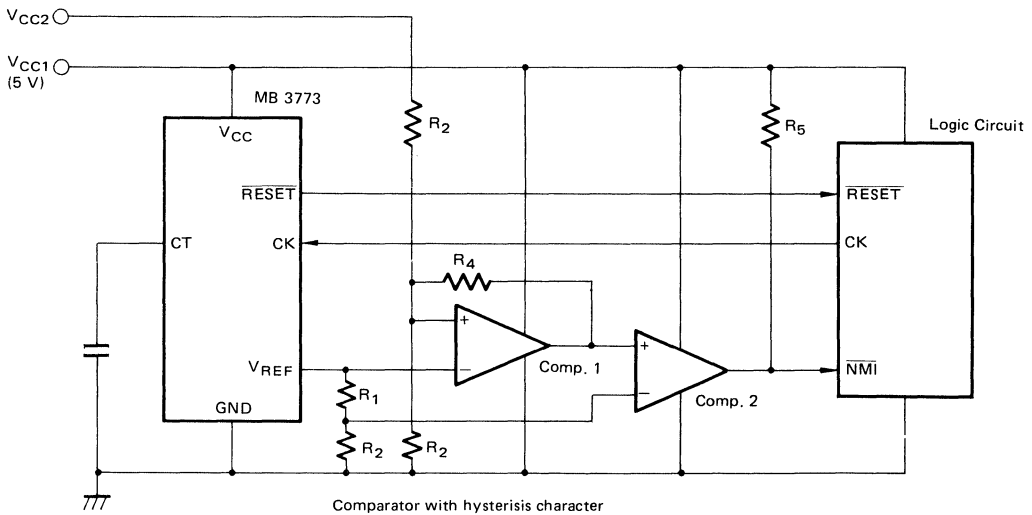 VCC2
VCC1
(5 V)
MB 3773
VCC
R2
R5
Logic Circuit
RESET
RESET
CT
CK
CK
R4
+
−
Comp. 1
+
−
Comp. 2
VREF
NMI
R1
GND
R2
R2
Comparator with hysterisis character